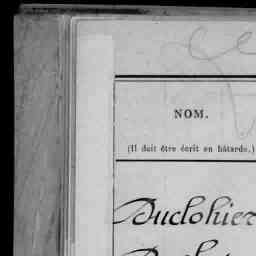 NOM.
(Il doit être écrit en bâtarde.)
Duclohier